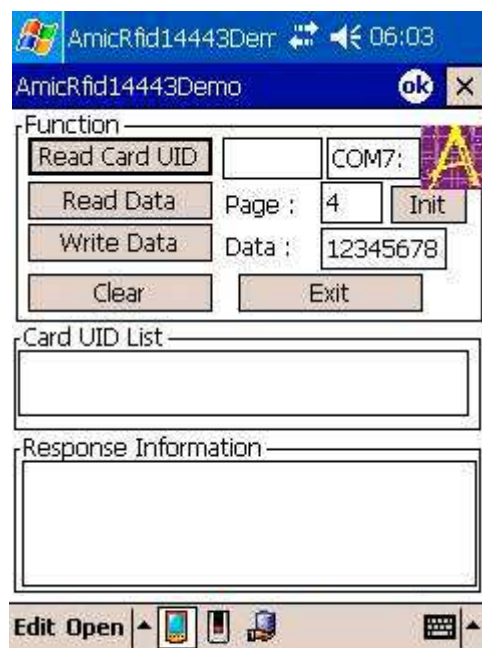 AmicRfid14443Dem 06:03
AmicRfid14443Demo ok
Function
Read Card UID COM7:
Read Data Page : 4 Init
Write Data Data : 12345678
Clear Exit
Card UID List
Response Information
Edit Open